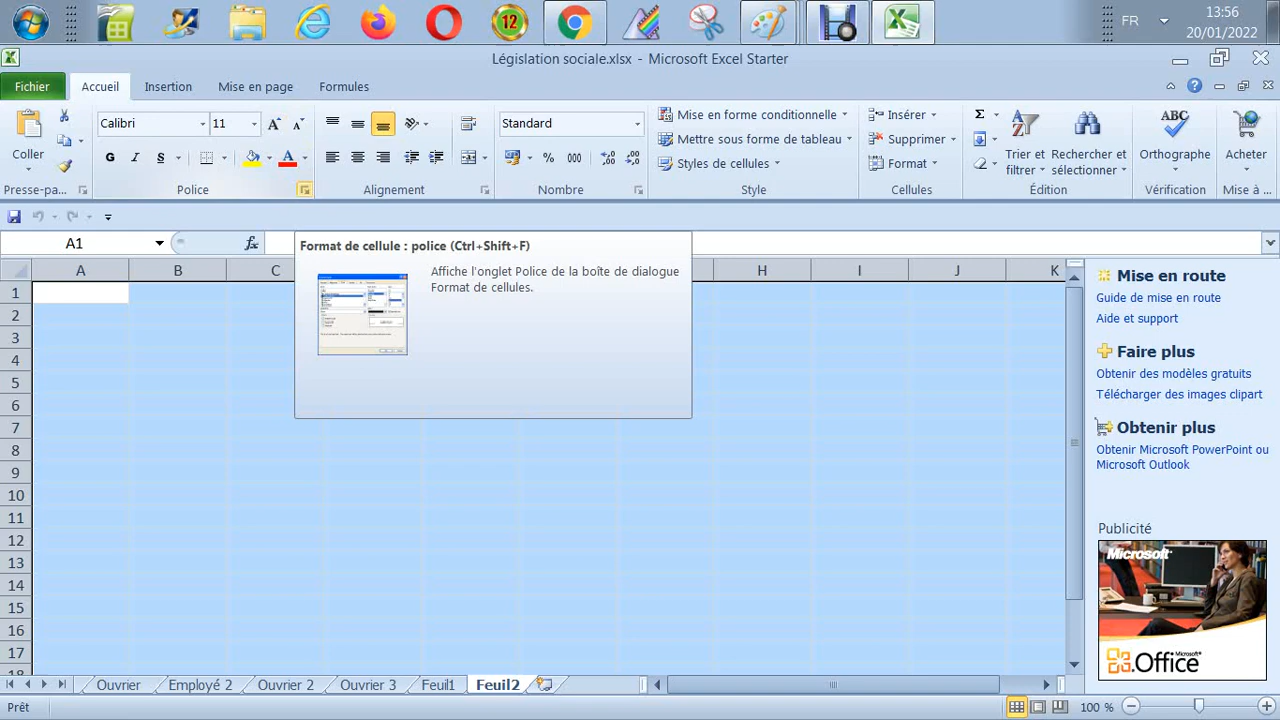 12
FR
13:56
20/01/2022
Législation sociale.xlsx - Microsoft Excel Starter
Fichier
Accueil
Insertion
Mise en page
Formules
Coller
Calibri
11
Standard
Mise en forme conditionnelle
Mettre sous forme de tableau
Styles de cellules
Insérer
Supprimer
Format
Σ
Trier et
filtrer
Rechercher et
sélectionner
ABC
Orthographe
Acheter
G
I
S
A
%
000
Presse-pa...
Police
Alignement
Nombre
Style
Cellules
Édition
Vérification
Mise à ...
A1
fx
Format de cellule : police (Ctrl+Shift+F)
Affiche l'onglet Police de la boîte de dialogue
Format de cellules.
A B C H I J K
1
2
3
4
5
6
7
8
9
10
11
12
13
14
15
16
17
18
Mise en route
Guide de mise en route
Aide et support
Faire plus
Obtenir des modèles gratuits
Télécharger des images clipart
Obtenir plus
Obtenir Microsoft PowerPoint ou
Microsoft Outlook
Publicité
Microsoft
Microsoft
Office
Ouvrier
Employé 2
Ouvrier 2
Ouvrier 3
Feuil1
Feuil2
Prêt
100 %